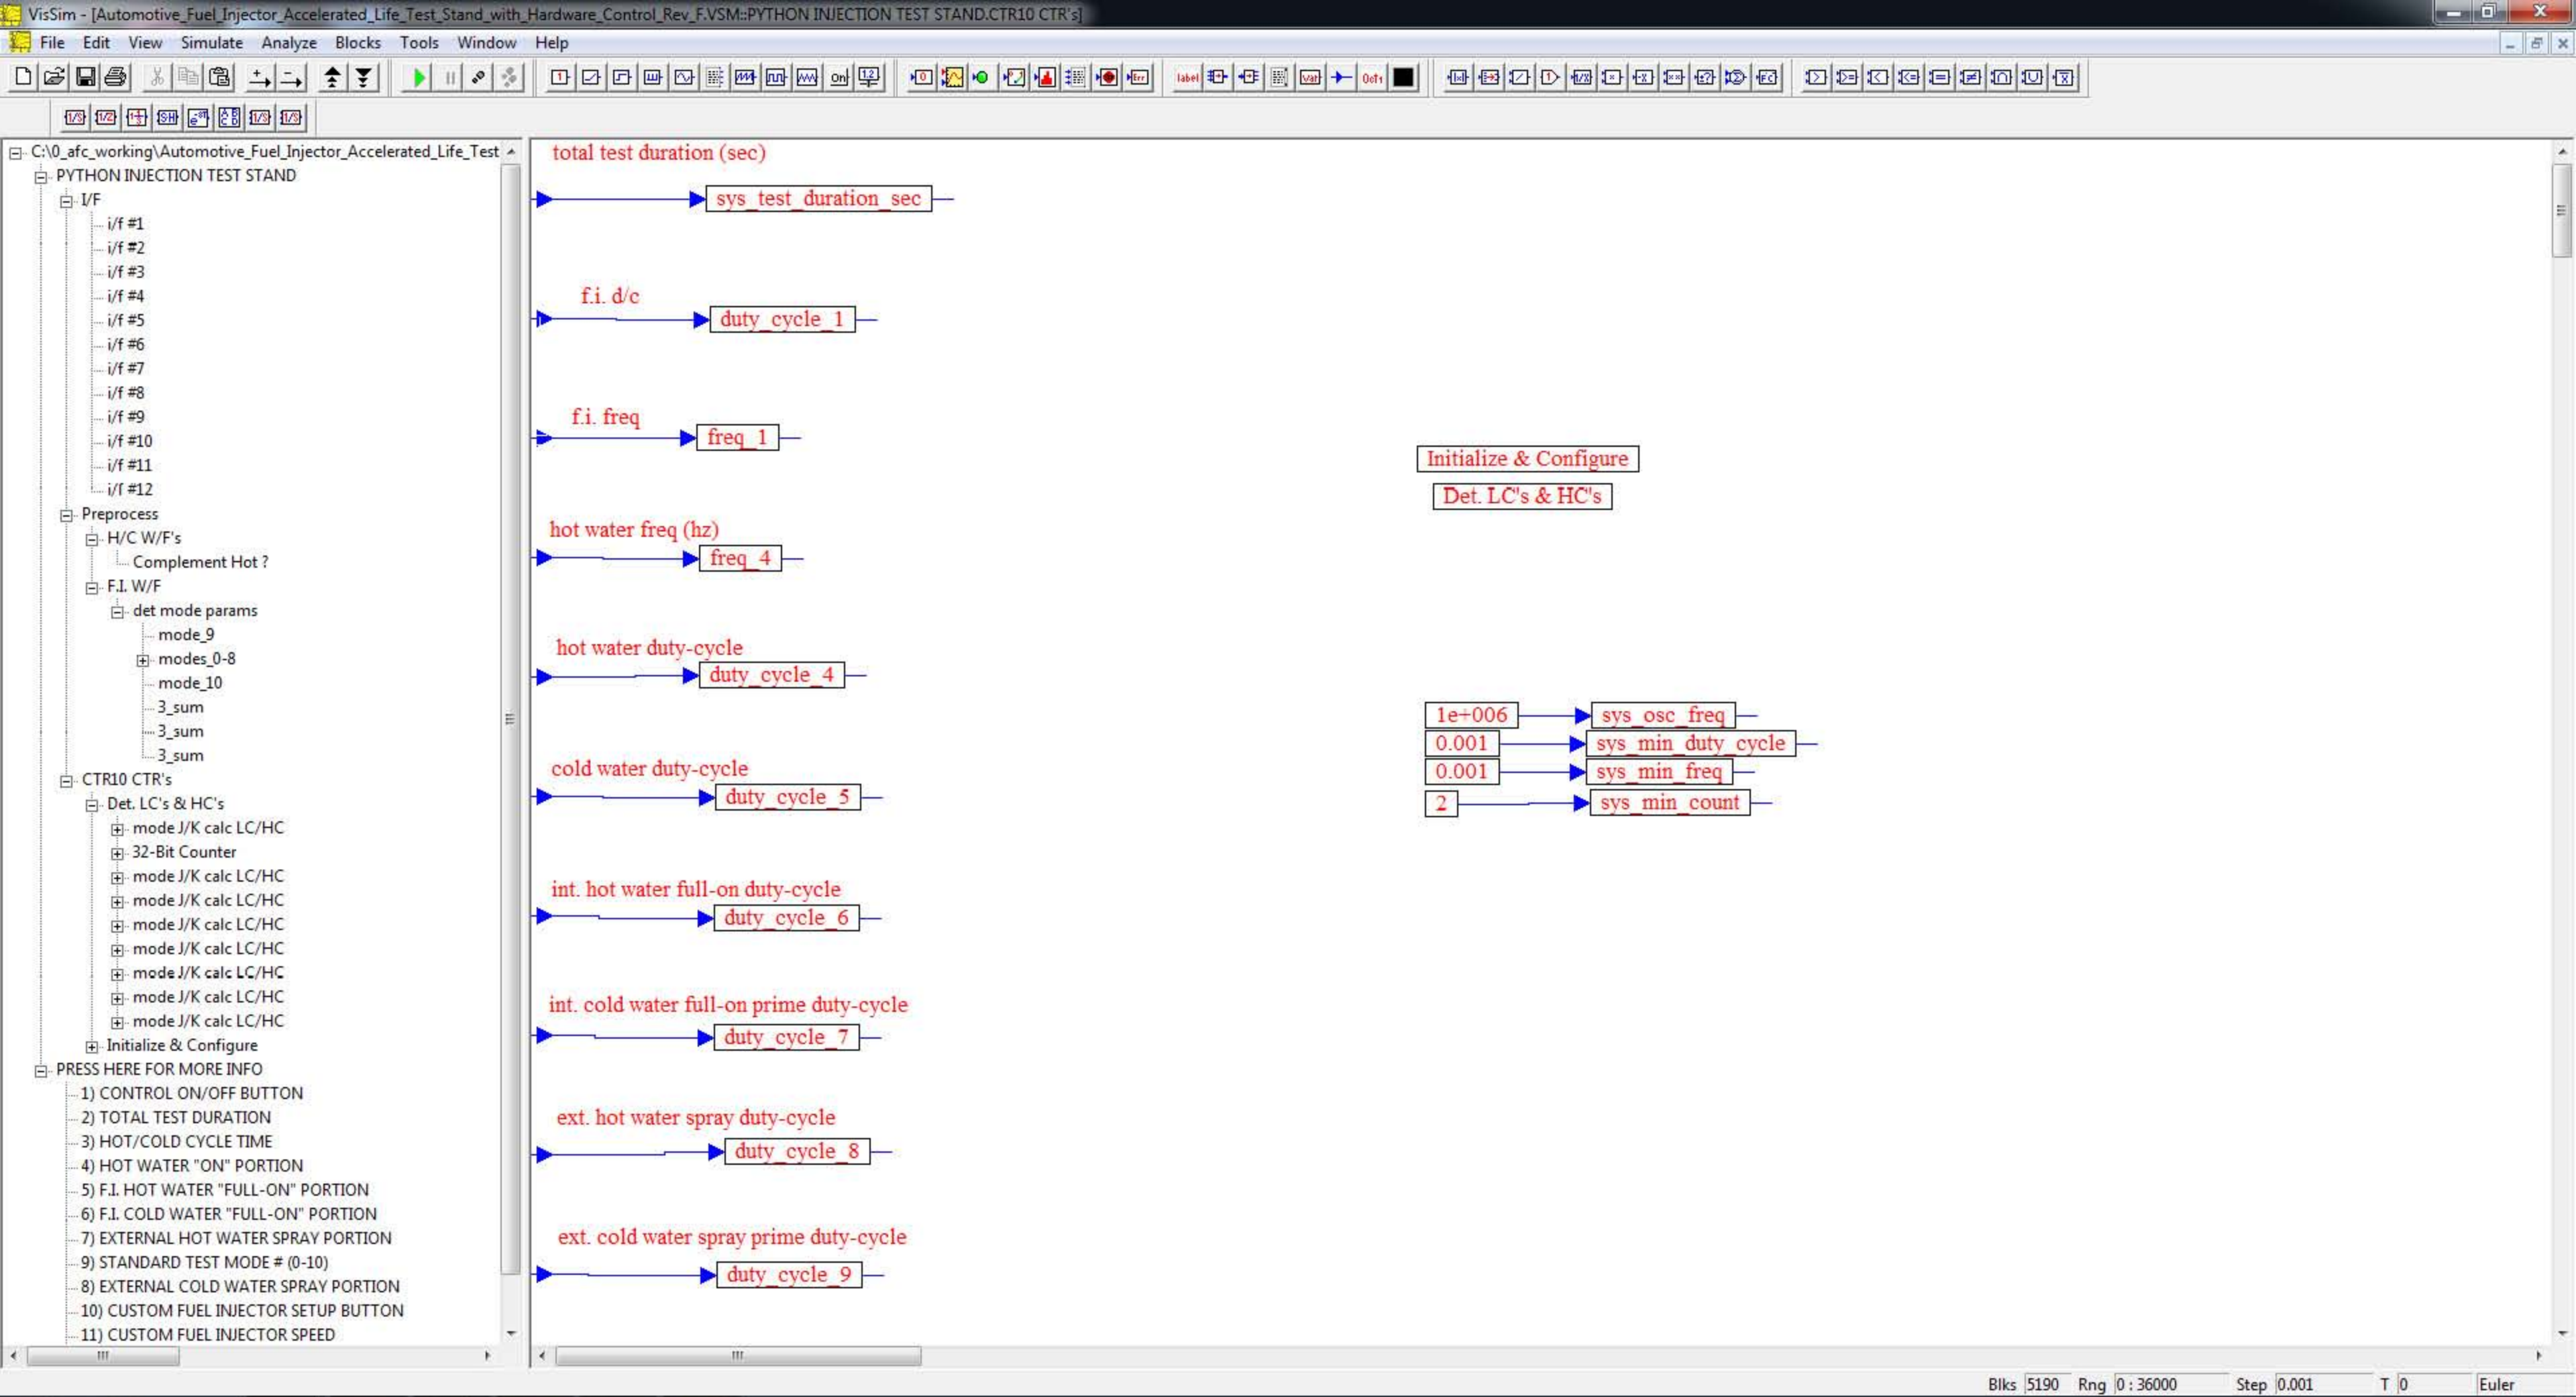 VisSim - [Automotive_Fuel_Injector_Accelerated_Life_Test_Stand_with_Hardware_Control_Rev_F.VSM::PYTHON INJECTION TEST STAND.CTR10 CTR's]
File Edit View Simulate Analyze Blocks Tools Window Help
C:\0_afc_working\Automotive_Fuel_Injector_Accelerated_Life_Test
PYTHON INJECTION TEST STAND
I/F
i/f #1
i/f #2
i/f #3
i/f #4
i/f #5
i/f #6
i/f #7
i/f #8
i/f #9
i/f #10
i/f #11
i/f #12
Preprocess
H/C W/F's
Complement Hot ?
F.I. W/F
det mode params
mode_9
modes_0-8
mode_10
3_sum
3_sum
3_sum
CTR10 CTR's
Det. LC's & HC's
mode J/K calc LC/HC
32-Bit Counter
mode J/K calc LC/HC
mode J/K calc LC/HC
mode J/K calc LC/HC
mode J/K calc LC/HC
mode J/K calc LC/HC
mode J/K calc LC/HC
mode J/K calc LC/HC
Initialize & Configure
PRESS HERE FOR MORE INFO
1) CONTROL ON/OFF BUTTON
2) TOTAL TEST DURATION
3) HOT/COLD CYCLE TIME
4) HOT WATER "ON" PORTION
5) F.I. HOT WATER "FULL-ON" PORTION
6) F.I. COLD WATER "FULL-ON" PORTION
7) EXTERNAL HOT WATER SPRAY PORTION
9) STANDARD TEST MODE # (0-10)
8) EXTERNAL COLD WATER SPRAY PORTION
10) CUSTOM FUEL INJECTOR SETUP BUTTON
11) CUSTOM FUEL INJECTOR SPEED
total test duration (sec)
sys_test_duration_sec
f.i. d/c
duty_cycle_1
f.i. freq
freq_1
hot water freq (hz)
freq_4
hot water duty-cycle
duty_cycle_4
cold water duty-cycle
duty_cycle_5
int. hot water full-on duty-cycle
duty_cycle_6
int. cold water full-on prime duty-cycle
duty_cycle_7
ext. hot water spray duty-cycle
duty_cycle_8
ext. cold water spray prime duty-cycle
duty_cycle_9
Initialize & Configure
Det. LC's & HC's
1e+006 sys_osc_freq
0.001 sys_min_duty_cycle
0.001 sys_min_freq
2 sys_min_count
Blks 5190 Rng 0 : 36000 Step 0.001 T 0 Euler